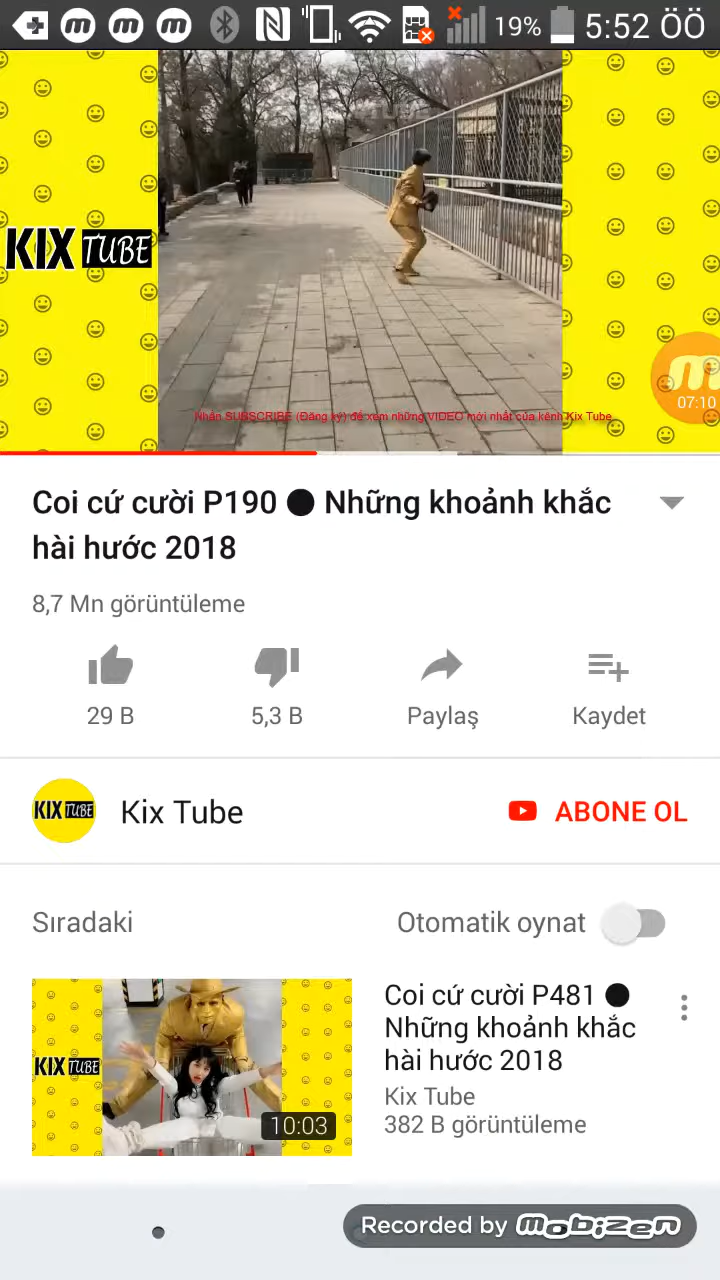 19% 5:52 ÖÖ
KIX TUBE
07:10
Nhấn SUBSCRIBE (Đăng ký) để xem những VIDEO mới nhất của kênh Kix Tube
Coi cứ cười P190 ● Những khoảnh khắc
hài hước 2018
8,7 Mn görüntüleme
29 B 5,3 B Paylaş Kaydet
KIX TUBE Kix Tube ABONE OL
Sıradaki Otomatik oynat
KIX TUBE
10:03
Coi cứ cười P481 ●
Những khoảnh khắc
hài hước 2018
Kix Tube
382 B görüntüleme
Recorded by mobizen